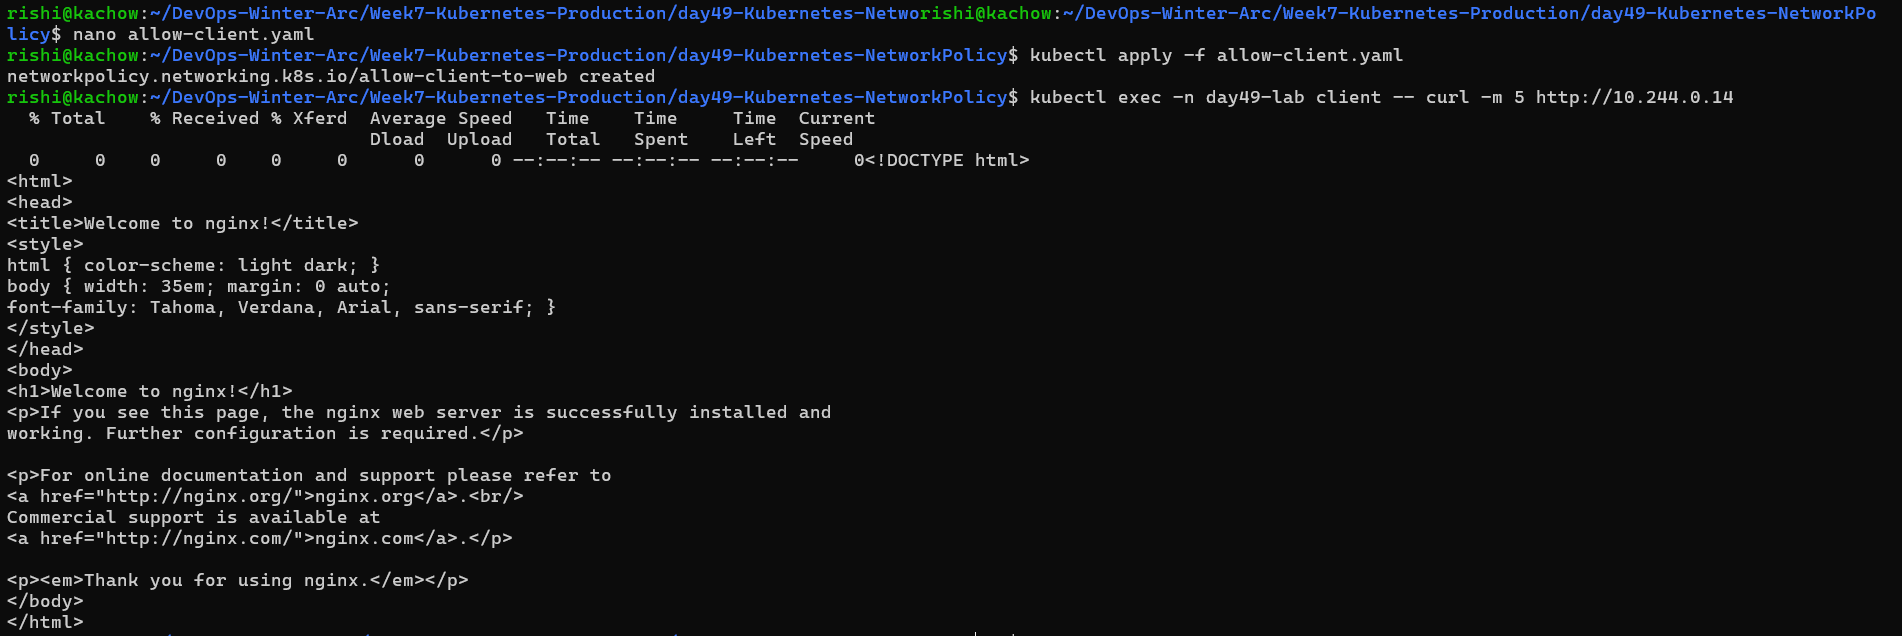 rishi@kachow:~/DevOps-Winter-Arc/Week7-Kubernetes-Production/day49-Kubernetes-Networishi@kachow:~/DevOps-Winter-Arc/Week7-Kubernetes-Production/day49-Kubernetes-NetworkPo
licy$ nano allow-client.yaml
rishi@kachow:~/DevOps-Winter-Arc/Week7-Kubernetes-Production/day49-Kubernetes-NetworkPolicy$ kubectl apply -f allow-client.yaml
networkpolicy.networking.k8s.io/allow-client-to-web created
rishi@kachow:~/DevOps-Winter-Arc/Week7-Kubernetes-Production/day49-Kubernetes-NetworkPolicy$ kubectl exec -n day49-lab client -- curl -m 5 http://10.244.0.14
  % Total    % Received % Xferd  Average Speed   Time    Time     Time  Current
                                 Dload  Upload   Total   Spent    Left  Speed
  0     0    0     0    0     0      0      0 --:--:-- --:--:-- --:--:--     0<!DOCTYPE html>
<html>
<head>
<title>Welcome to nginx!</title>
<style>
html { color-scheme: light dark; }
body { width: 35em; margin: 0 auto;
font-family: Tahoma, Verdana, Arial, sans-serif; }
</style>
</head>
<body>
<h1>Welcome to nginx!</h1>
<p>If you see this page, the nginx web server is successfully installed and
working. Further configuration is required.</p>

<p>For online documentation and support please refer to
<a href="http://nginx.org/">nginx.org</a>.<br/>
Commercial support is available at
<a href="http://nginx.com/">nginx.com</a>.</p>

<p><em>Thank you for using nginx.</em></p>
</body>
</html>